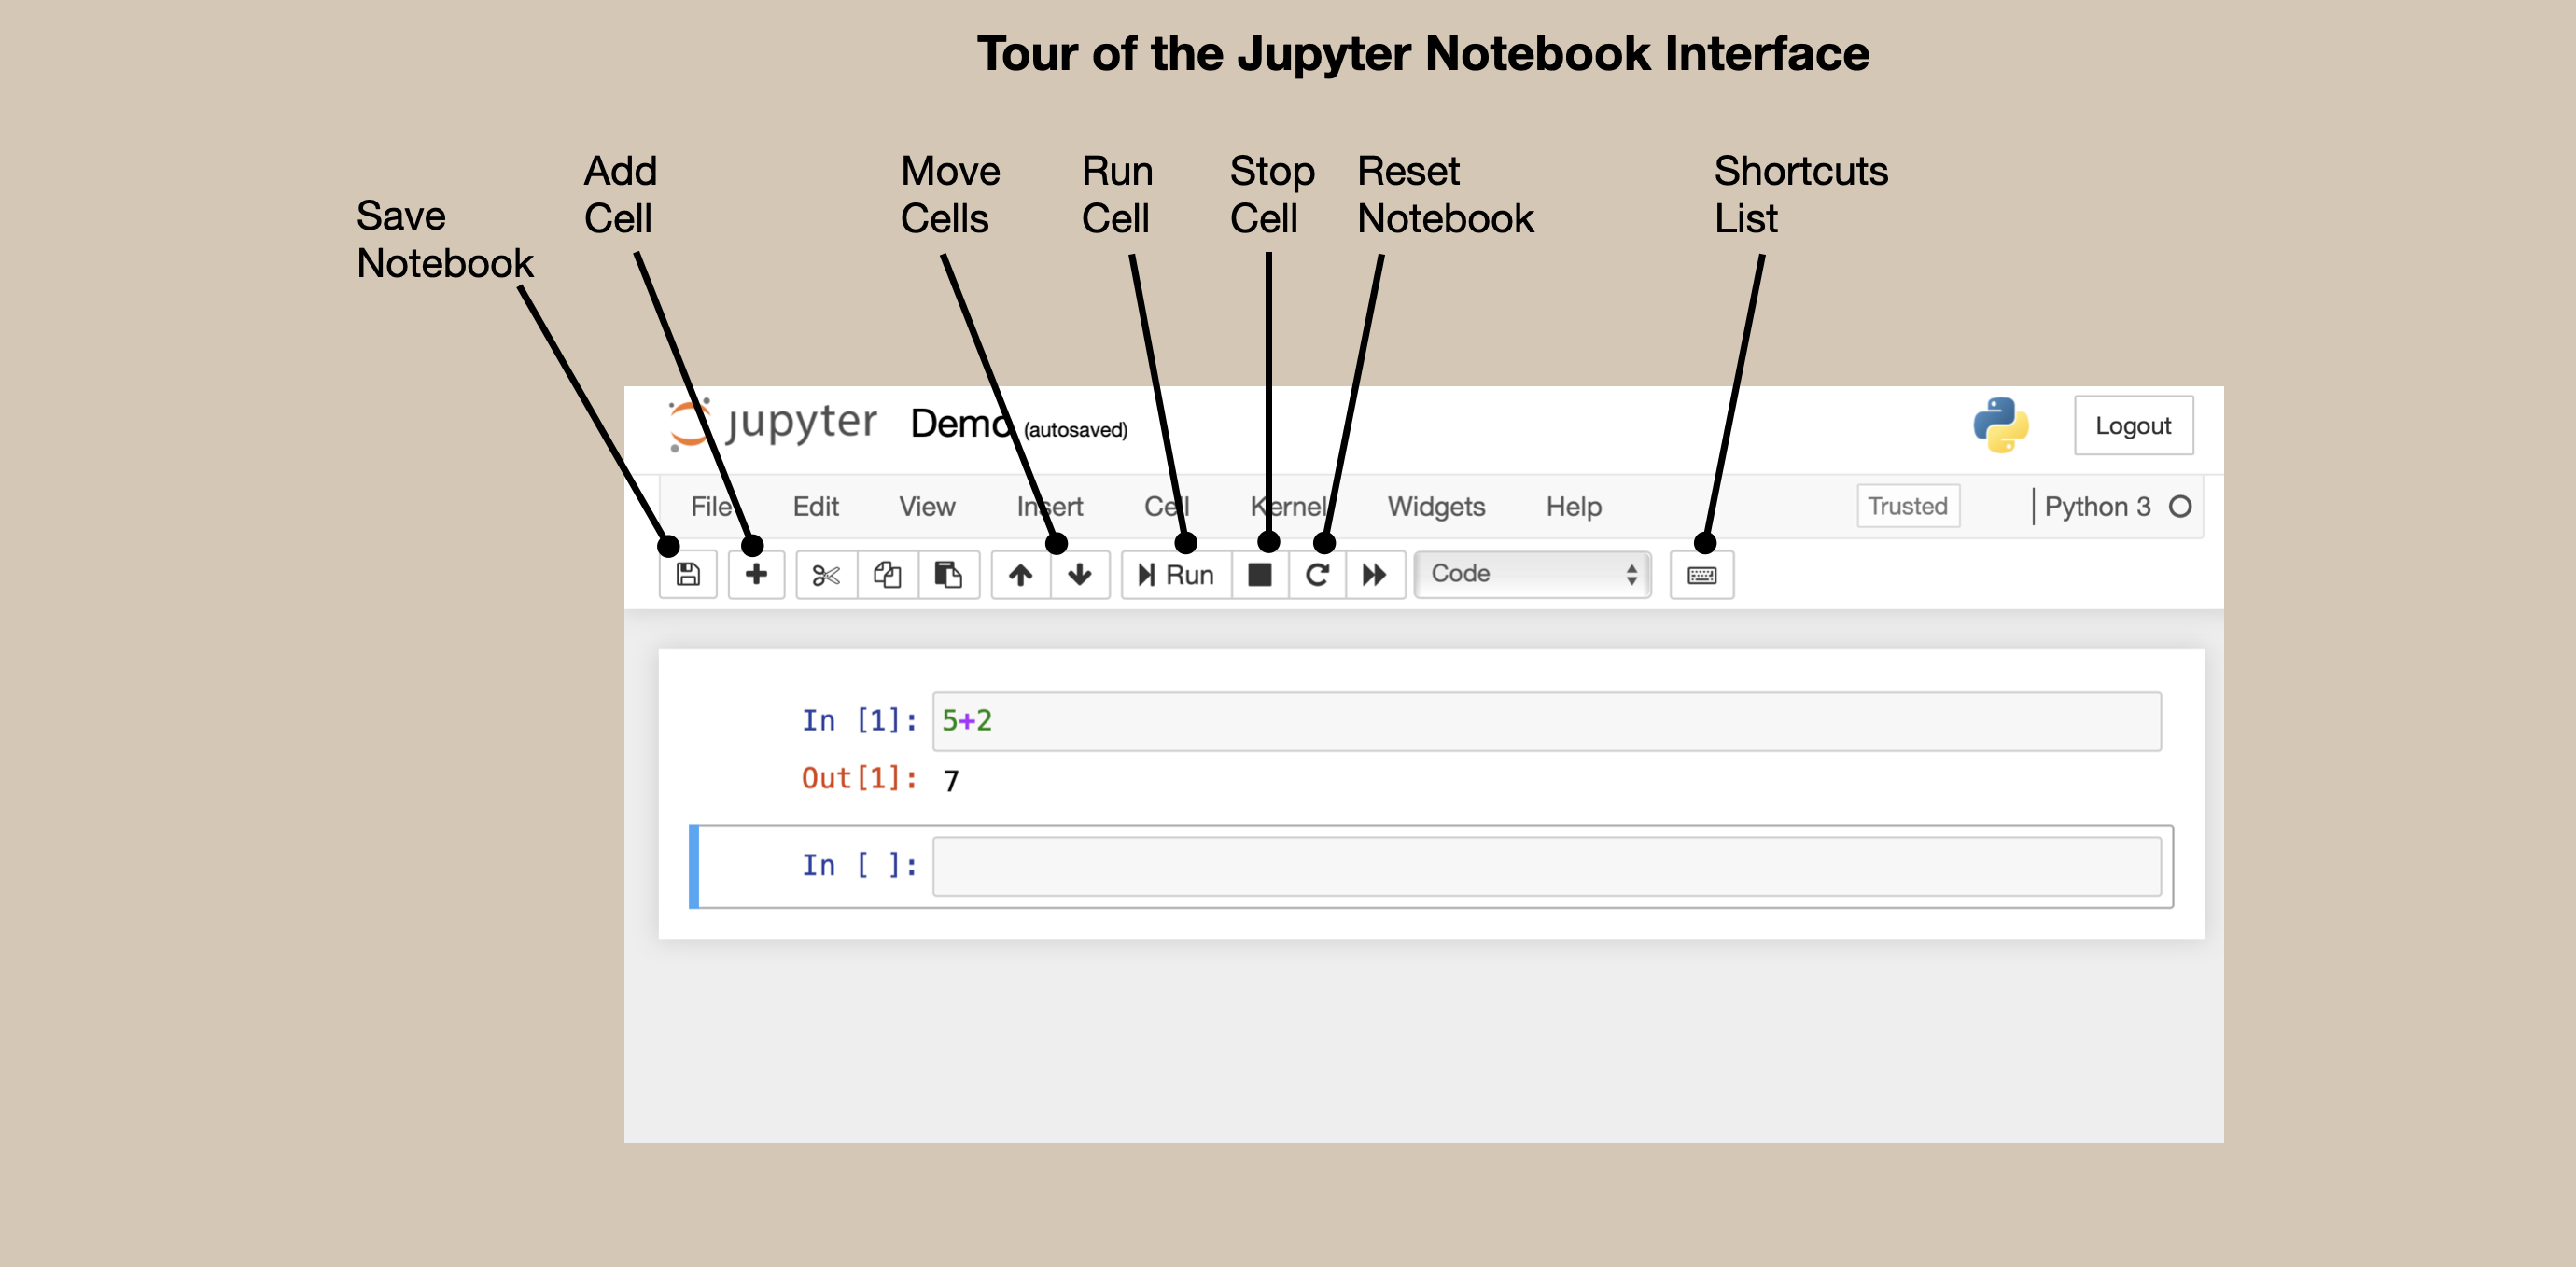 Tour of the Jupyter Notebook Interface
Save
Notebook
Add
Cell
Move
Cells
Run
Cell
Stop
Cell
Reset
Notebook
Shortcuts
List
jupyter Demo (autosaved) Logout
File Edit View Insert Cell Kernel Widgets Help Trusted Python 3
Run Code
In [1]: 5+2
Out[1]: 7
In [ ]: